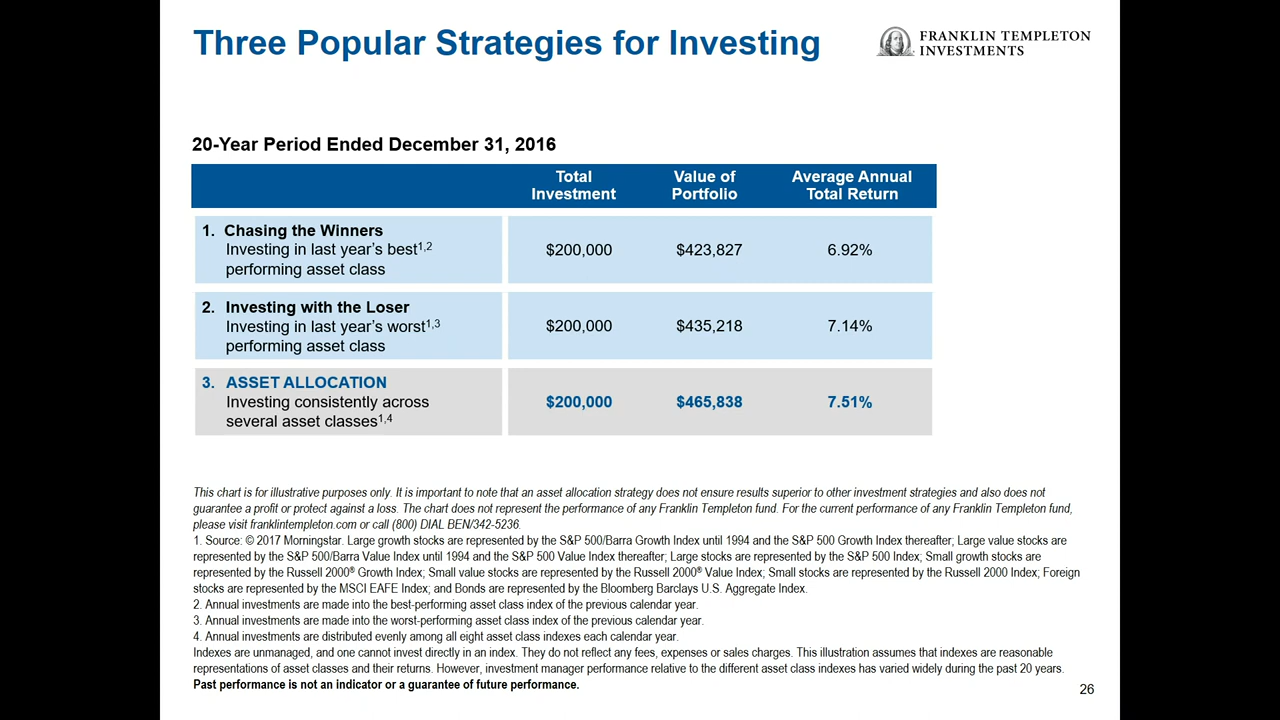 Three Popular Strategies for Investing
FRANKLIN TEMPLETON
INVESTMENTS
20-Year Period Ended December 31, 2016
Total Investment
Value of Portfolio
Average Annual Total Return
1. Chasing the Winners
Investing in last year’s best1,2
performing asset class
$200,000 $423,827 6.92%
2. Investing with the Loser
Investing in last year’s worst1,3
performing asset class
$200,000 $435,218 7.14%
3. ASSET ALLOCATION
Investing consistently across
several asset classes1,4
$200,000 $465,838 7.51%
This chart is for illustrative purposes only. It is important to note that an asset allocation strategy does not ensure results superior to other investment strategies and also does not
guarantee a profit or protect against a loss. The chart does not represent the performance of any Franklin Templeton fund. For the current performance of any Franklin Templeton fund,
please visit franklintempleton.com or call (800) DIAL BEN/342-5236.
1. Source: © 2017 Morningstar. Large growth stocks are represented by the S&P 500/Barra Growth Index until 1994 and the S&P 500 Growth Index thereafter; Large value stocks are
represented by the S&P 500/Barra Value Index until 1994 and the S&P 500 Value Index thereafter; Large stocks are represented by the S&P 500 Index; Small growth stocks are
represented by the Russell 2000® Growth Index; Small value stocks are represented by the Russell 2000® Value Index; Small stocks are represented by the Russell 2000 Index; Foreign
stocks are represented by the MSCI EAFE Index; and Bonds are represented by the Bloomberg Barclays U.S. Aggregate Index.
2. Annual investments are made into the best-performing asset class index of the previous calendar year.
3. Annual investments are made into the worst-performing asset class index of the previous calendar year.
4. Annual investments are distributed evenly among all eight asset class indexes each calendar year.
Indexes are unmanaged, and one cannot invest directly in an index. They do not reflect any fees, expenses or sales charges. This illustration assumes that indexes are reasonable
representations of asset classes and their returns. However, investment manager performance relative to the different asset class indexes has varied widely during the past 20 years.
Past performance is not an indicator or a guarantee of future performance.
26